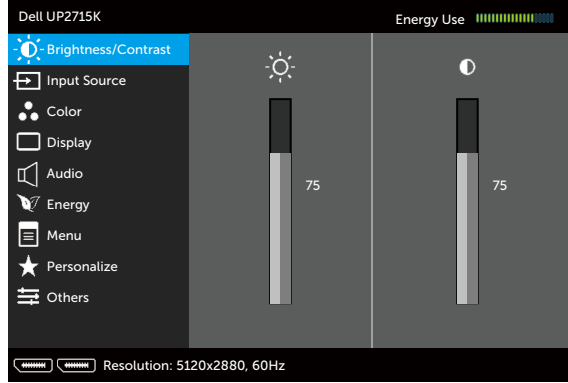 Dell UP2715K
Energy Use
Brightness/Contrast
Input Source
Color
Display
Audio
Energy
Menu
Personalize
Others
75
75
Resolution: 5120x2880, 60Hz